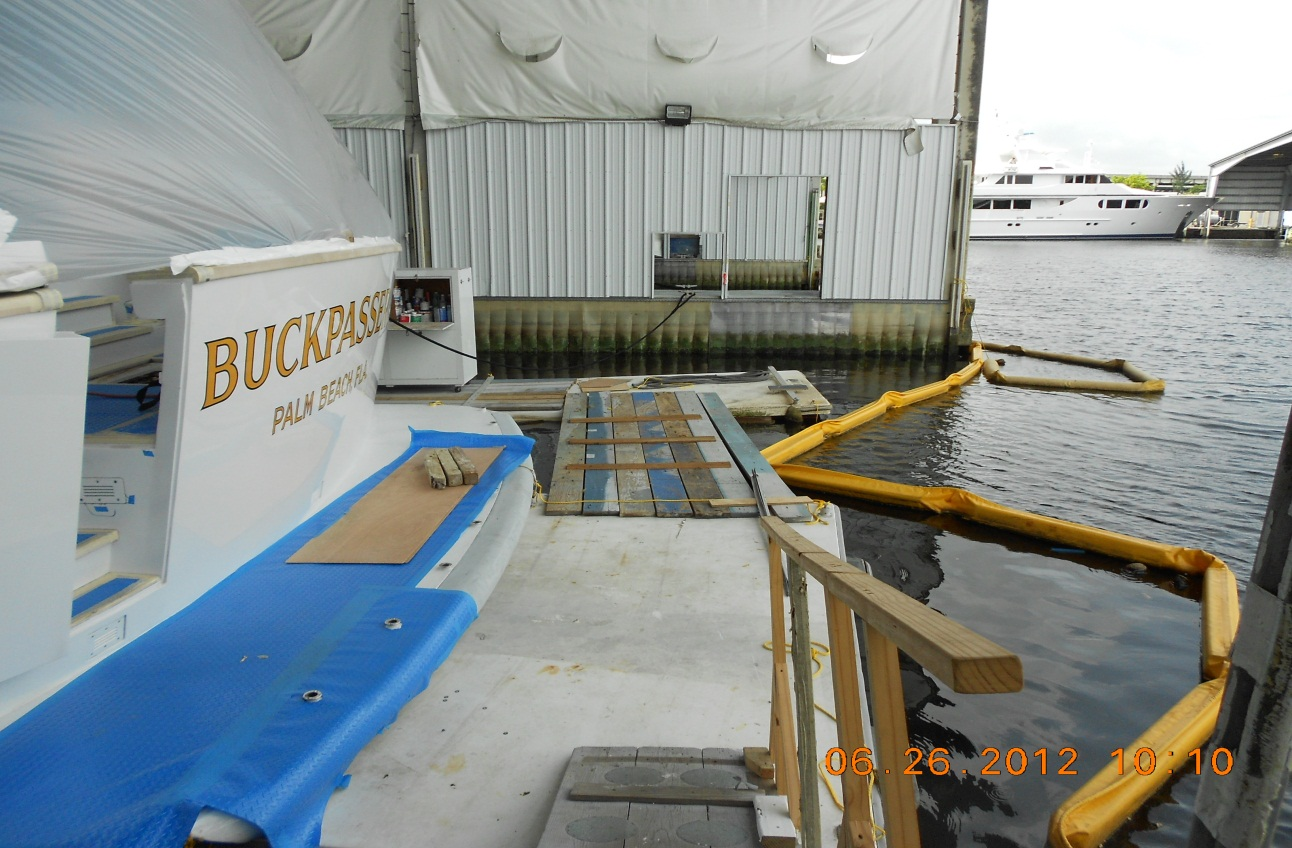 BUCKPASSER
PALM BEACH, FLA.
06.26.2012 10:10